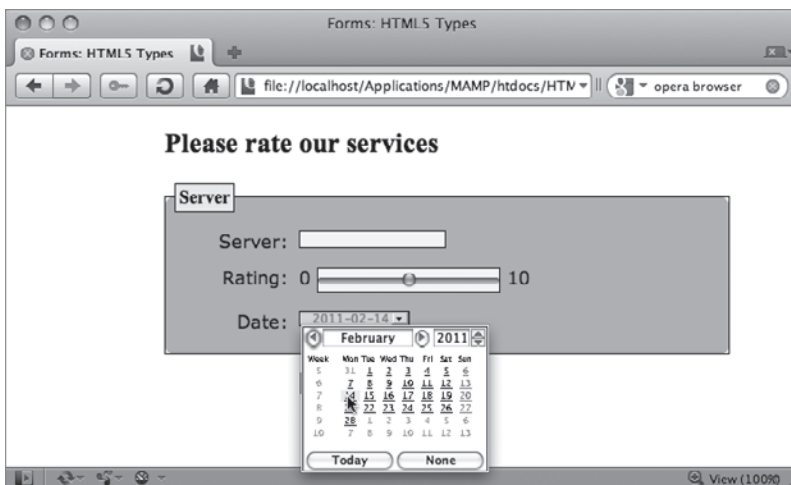 Forms: HTML5 Types
Forms: HTML5 Types
file://localhost/Applications/MAMP/htdocs/HTM
opera browser
Please rate our services
Server
Server:
Rating: 0 10
Date: 2011-02-14
February 2011
Week Mon Tue Wed Thu Fri Sat Sun
5 31 1 2 3 4 5 6
6 7 8 9 10 11 12 13
7 14 15 16 17 18 19 20
8 22 23 24 25 26 27
9 28 1 2 3 4 5 6
10 7 8 9 10 11 12 13
Today None
View (100%)